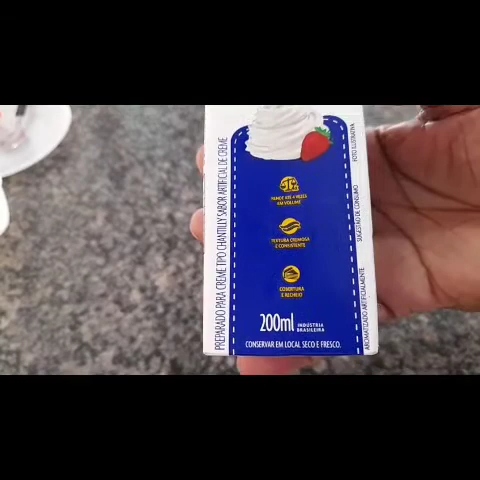 PREPARADO PARA CREME TIPO CHANTILLY SABOR ARTIFICIAL DE CREME
FOTO ILUSTRATIVA
SUGESTÃO DE CONSUMO
AROMATIZADO ARTIFICIALMENTE
RENDE ATÉ 4 VEZES
EM VOLUME
TEXTURA CREMOSA
E CONSISTENTE
COBERTURA
E RECHEIO
200ml INDÚSTRIA
BRASILEIRA
CONSERVAR EM LOCAL SECO E FRESCO.